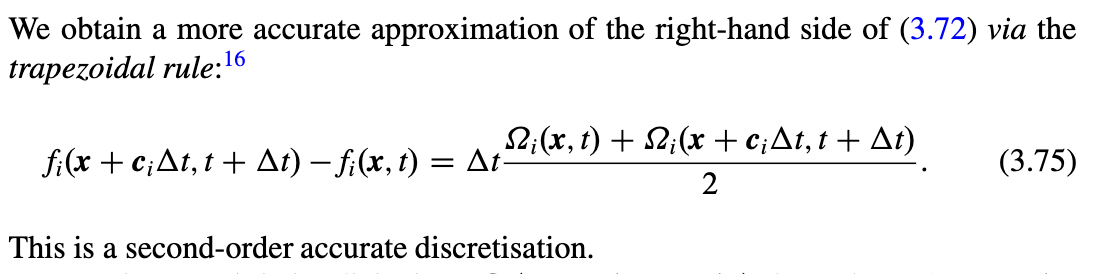 We obtain a more accurate approximation of the right-hand side of (3.72) via the
trapezoidal rule:¹⁶
fᵢ(x + cᵢΔt, t + Δt) − fᵢ(x, t) = Δt (Ωᵢ(x, t) + Ωᵢ(x + cᵢΔt, t + Δt)) / 2 . (3.75)
This is a second-order accurate discretisation.